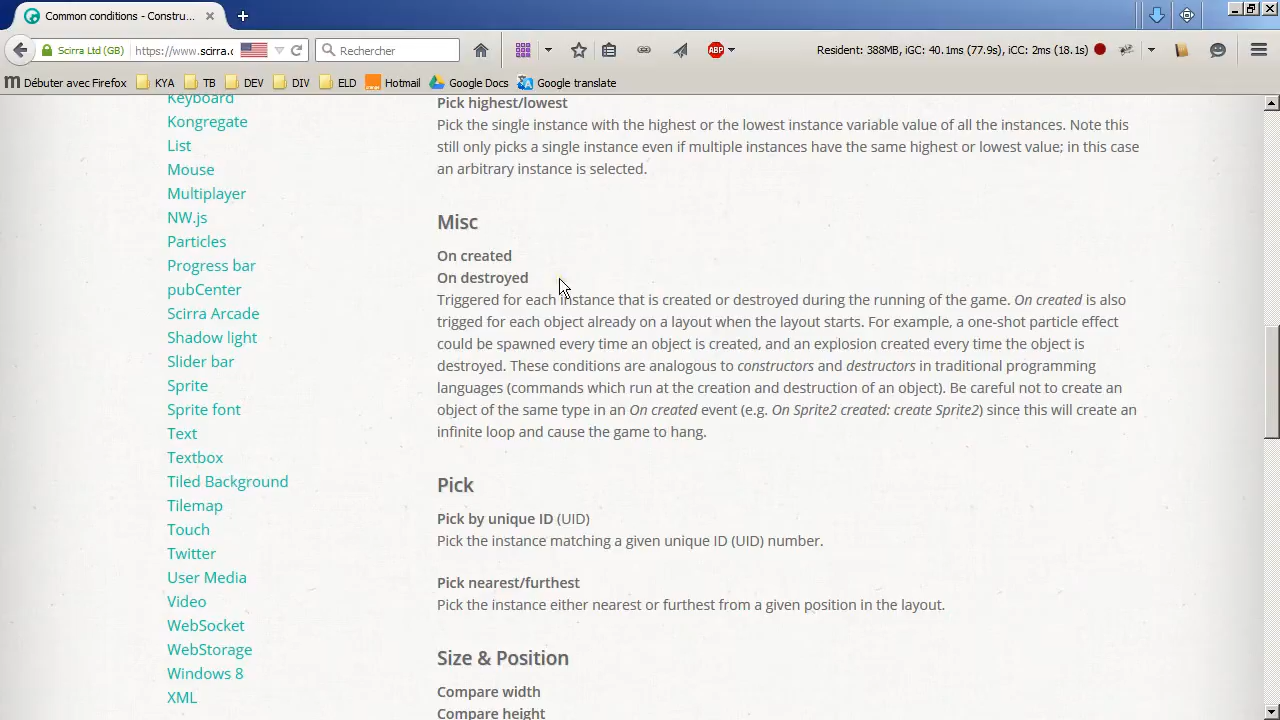 Common conditions - Constru...
Scirra Ltd (GB)
https://www.scirra.c
Rechercher
ABP
Resident: 388MB, iGC: 40.1ms (77.9s), iCC: 2ms (18.1s)
Débuter avec Firefox
KYA
TB
DEV
DIV
ELD
Hotmail
Google Docs
Google translate
Keyboard
Kongregate
List
Mouse
Multiplayer
NW.js
Particles
Progress bar
pubCenter
Scirra Arcade
Shadow light
Slider bar
Sprite
Sprite font
Text
Textbox
Tiled Background
Tilemap
Touch
Twitter
User Media
Video
WebSocket
WebStorage
Windows 8
XML
Pick highest/lowest
Pick the single instance with the highest or the lowest instance variable value of all the instances. Note this
still only picks a single instance even if multiple instances have the same highest or lowest value; in this case
an arbitrary instance is selected.
Misc
On created
On destroyed
Triggered for each instance that is created or destroyed during the running of the game. On created is also
trigged for each object already on a layout when the layout starts. For example, a one-shot particle effect
could be spawned every time an object is created, and an explosion created every time the object is
destroyed. These conditions are analogous to constructors and destructors in traditional programming
languages (commands which run at the creation and destruction of an object). Be careful not to create an
object of the same type in an On created event (e.g. On Sprite2 created: create Sprite2) since this will create an
infinite loop and cause the game to hang.
Pick
Pick by unique ID (UID)
Pick the instance matching a given unique ID (UID) number.
Pick nearest/furthest
Pick the instance either nearest or furthest from a given position in the layout.
Size & Position
Compare width
Compare height